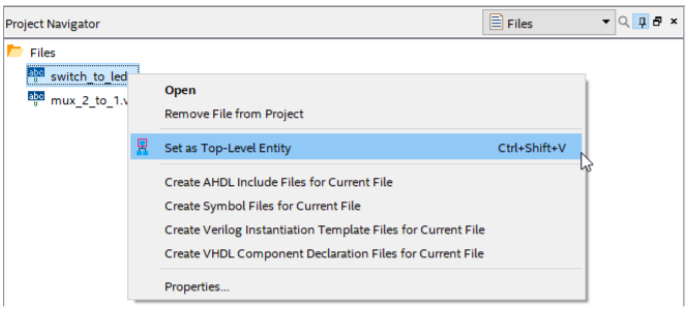 Project Navigator
Files
Files
abc switch_to_led
abc mux_2_to_1.v
Open
Remove File from Project
Set as Top-Level Entity Ctrl+Shift+V
Create AHDL Include Files for Current File
Create Symbol Files for Current File
Create Verilog Instantiation Template Files for Current File
Create VHDL Component Declaration Files for Current File
Properties...